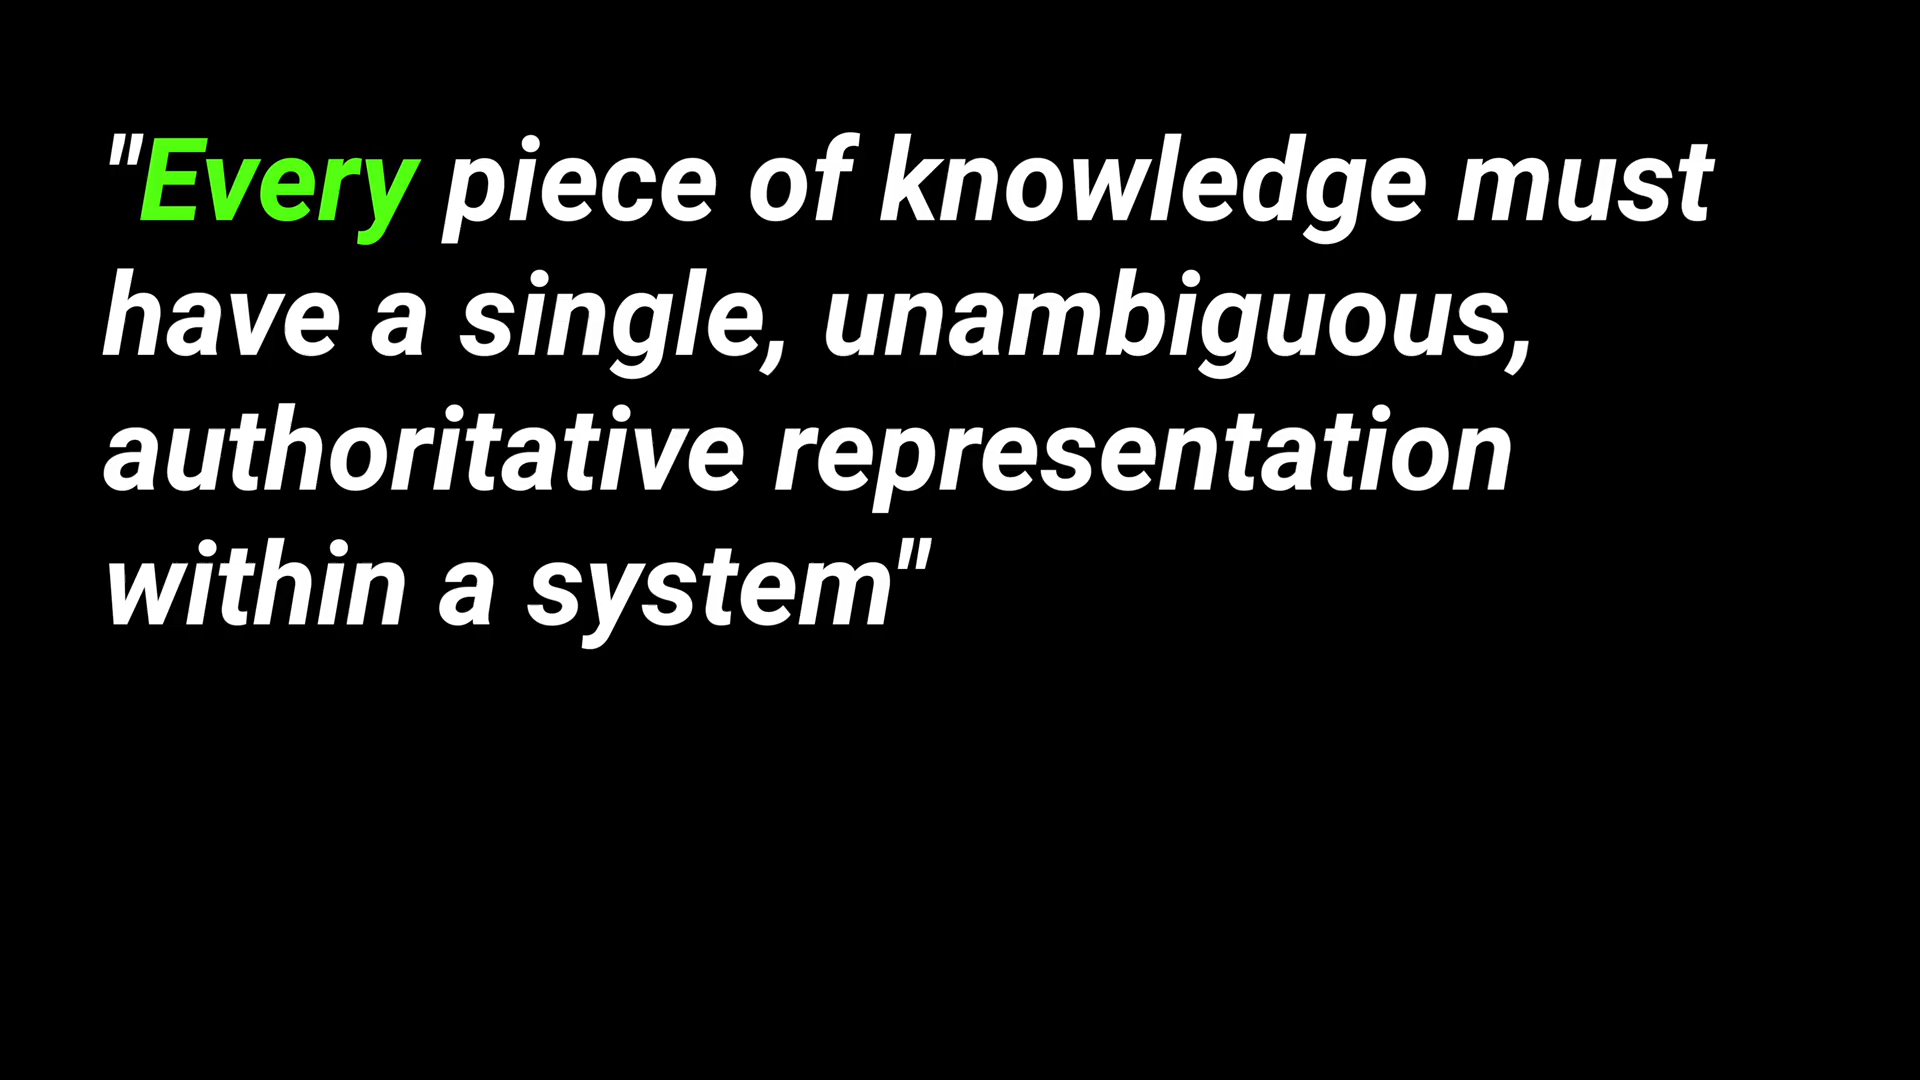 "Every piece of knowledge must
have a single, unambiguous,
authoritative representation
within a system"